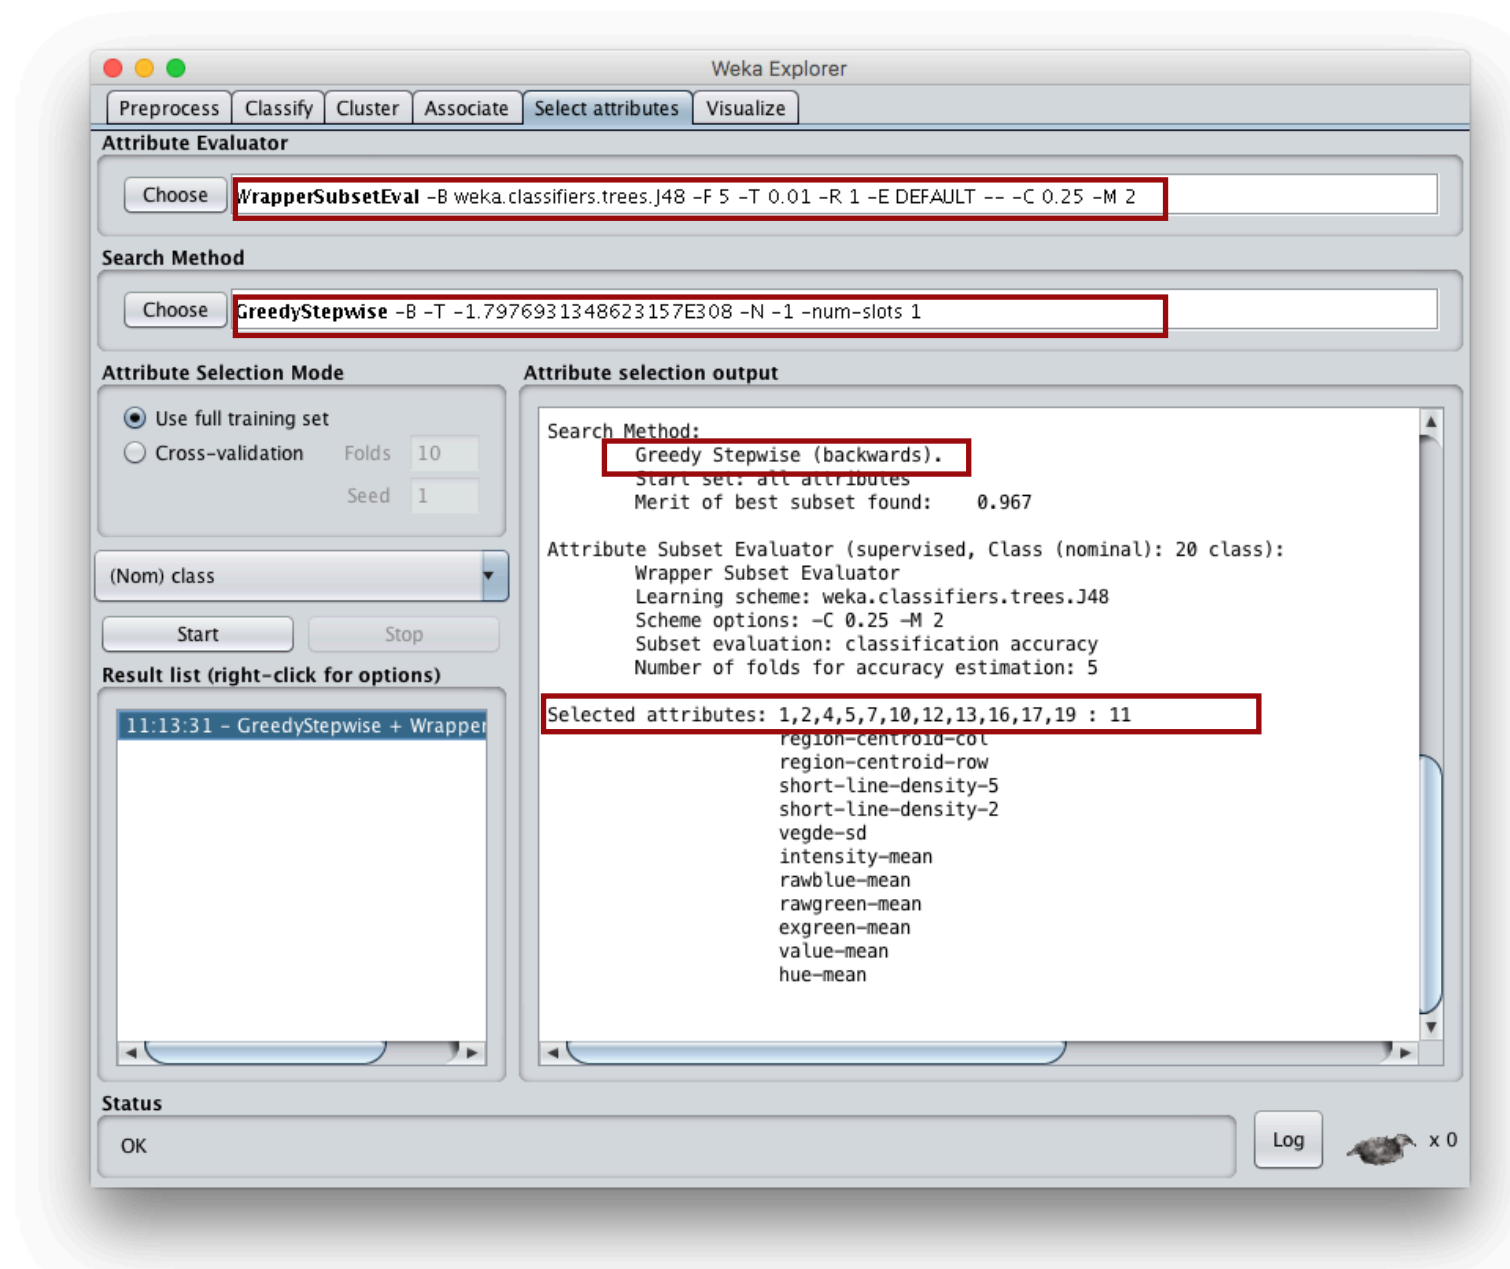 Weka Explorer
Preprocess Classify Cluster Associate Select attributes Visualize
Attribute Evaluator
Choose WrapperSubsetEval -B weka.classifiers.trees.J48 -F 5 -T 0.01 -R 1 -E DEFAULT -- -C 0.25 -M 2
Search Method
Choose GreedyStepwise -B -T -1.7976931348623157E308 -N -1 -num-slots 1
Attribute Selection Mode
Use full training set
Cross-validation Folds 10
Seed 1
(Nom) class
Start Stop
Result list (right-click for options)
11:13:31 - GreedyStepwise + Wrapper
Attribute selection output
Search Method:
Greedy Stepwise (backwards).
Start set: all attributes
Merit of best subset found: 0.967
Attribute Subset Evaluator (supervised, Class (nominal): 20 class):
Wrapper Subset Evaluator
Learning scheme: weka.classifiers.trees.J48
Scheme options: -C 0.25 -M 2
Subset evaluation: classification accuracy
Number of folds for accuracy estimation: 5
Selected attributes: 1,2,4,5,7,10,12,13,16,17,19 : 11
region-centroid-col
region-centroid-row
short-line-density-5
short-line-density-2
vegde-sd
intensity-mean
rawblue-mean
rawgreen-mean
exgreen-mean
value-mean
hue-mean
Status
OK
Log x 0